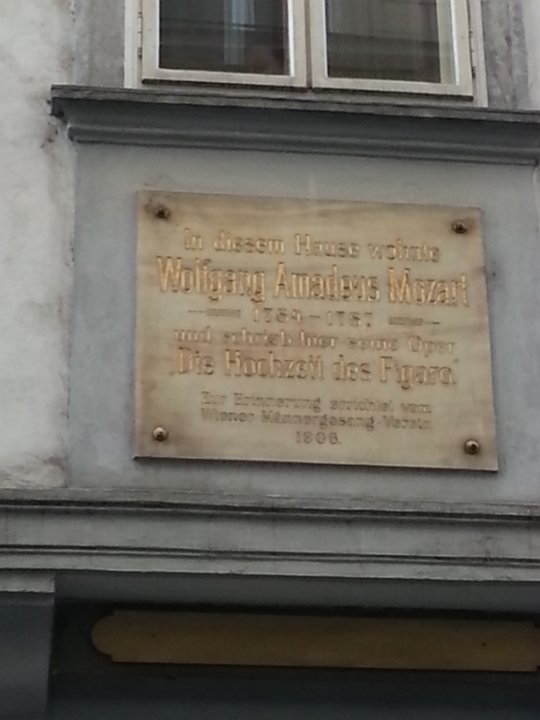 In diesem Hause wohnte
Wolfgang Amadeus Mozart
1784-1787
und schrieb hier seine Oper
„Die Hochzeit des Figaro.“
Zur Erinnerung errichtet vom
Wiener Männergesang-Verein
1906.